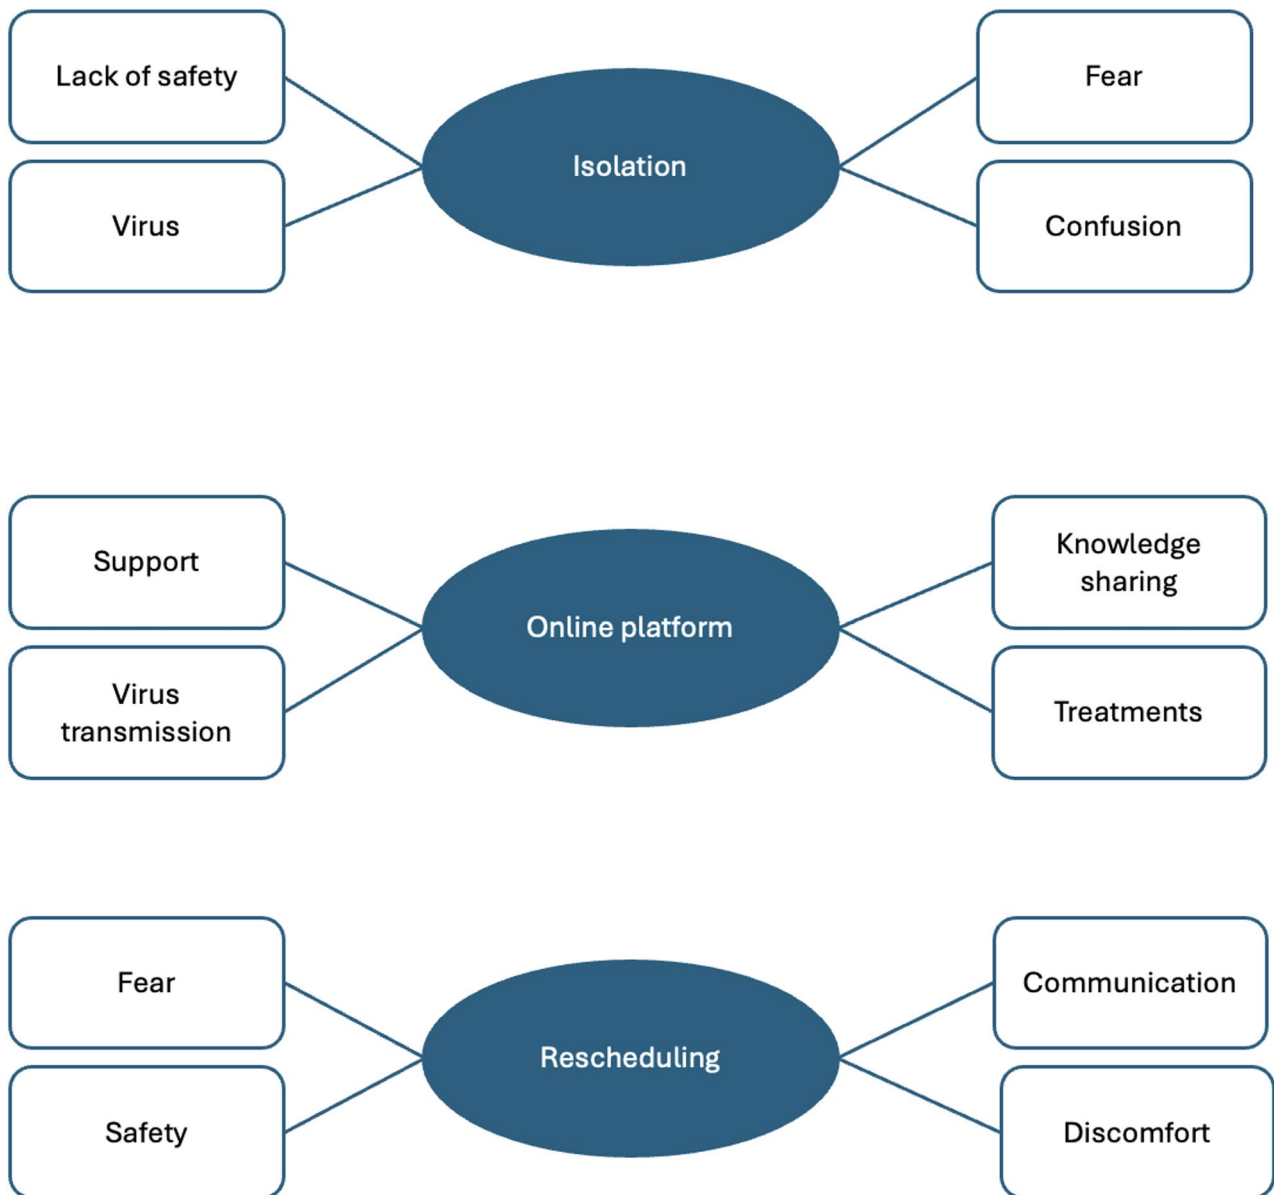 Lack of safety
Fear
Isolation
Virus
Confusion
Support
Knowledge
sharing
Online platform
Virus
transmission
Treatments
Fear
Communication
Rescheduling
Safety
Discomfort